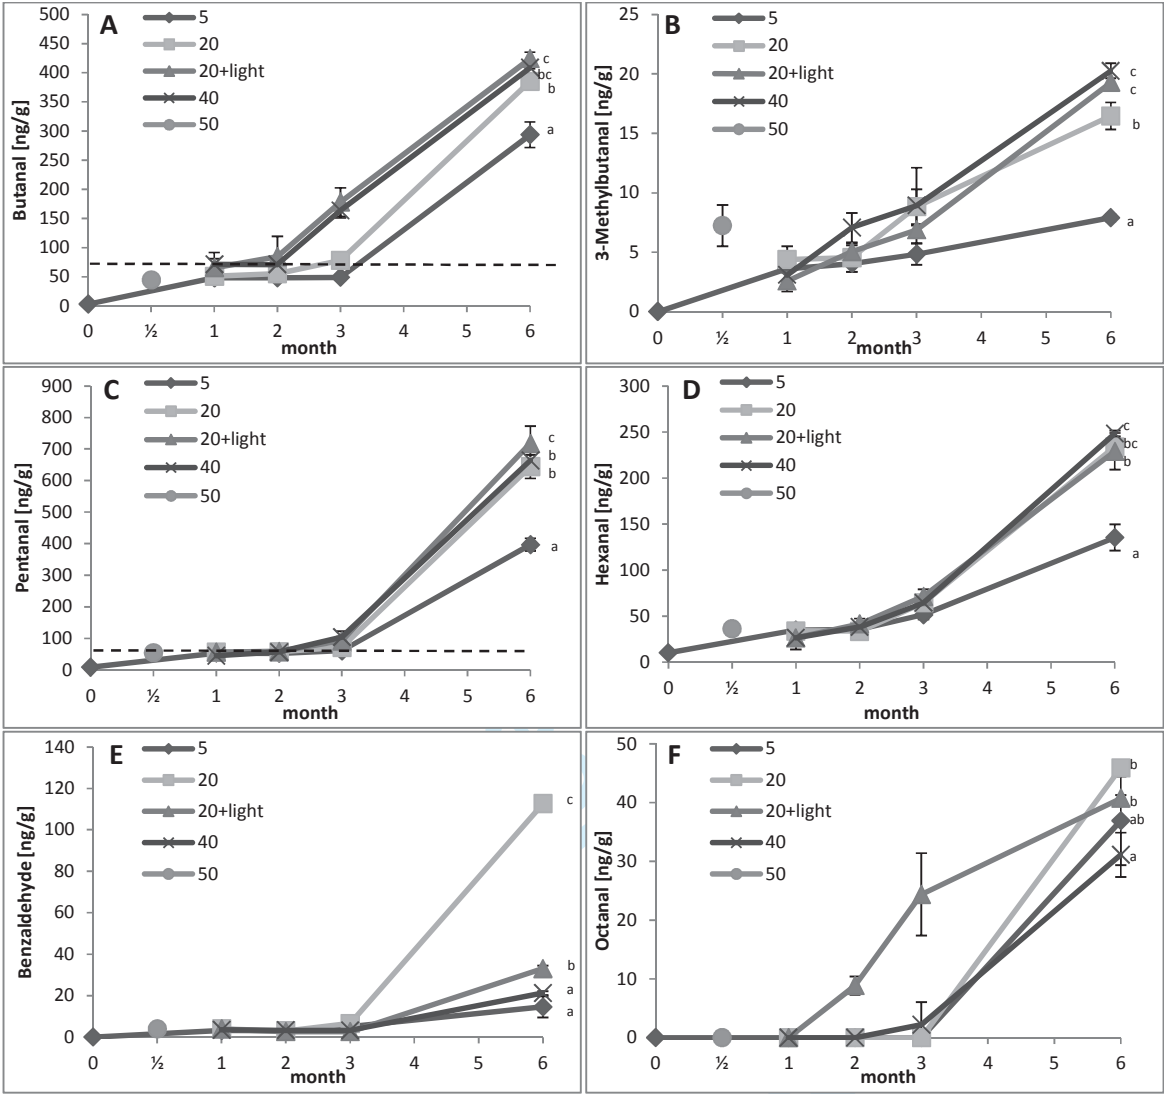 A
Butanal [ng/g]
500
450
400
350
300
250
200
150
100
50
0
5
20
20+light
40
50
c
bc
b
a
0 ½ 1 2 3 4 5 6
month
B
3-Methylbutanal [ng/g]
25
20
15
10
5
0
5
20
20+light
40
50
c
c
b
a
0 ½ 1 2 3 4 5 6
month
C
Pentanal [ng/g]
900
800
700
600
500
400
300
200
100
0
5
20
20+light
40
50
c
b
b
a
0 ½ 1 2 3 4 5 6
month
D
Hexanal [ng/g]
300
250
200
150
100
50
0
5
20
20+light
40
50
c
bc
b
a
0 ½ 1 2 3 4 5 6
month
E
Benzaldehyde [ng/g]
140
120
100
80
60
40
20
0
5
20
20+light
40
50
c
b
a
a
0 ½ 1 2 3 4 5 6
month
F
Octanal [ng/g]
50
40
30
20
10
0
5
20
20+light
40
50
b
b
ab
a
0 ½ 1 2 3 4 5 6
month